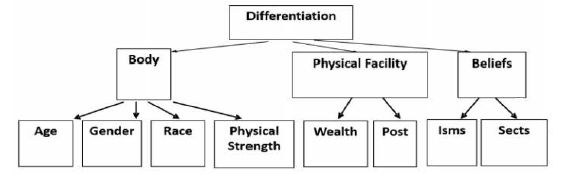 Differentiation
Body
Physical Facility
Beliefs
Age
Gender
Race
Physical
Strength
Wealth
Post
Isms
Sects